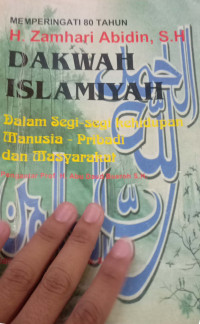 MEMPERINGATI 80 TAHUN
H. Zamhari Abidin, S.H
DAKWAH
ISLAMIYAH
Dalam Segi-Segi Kehidupan
Manusia - Pribadi
dan Masyarakat